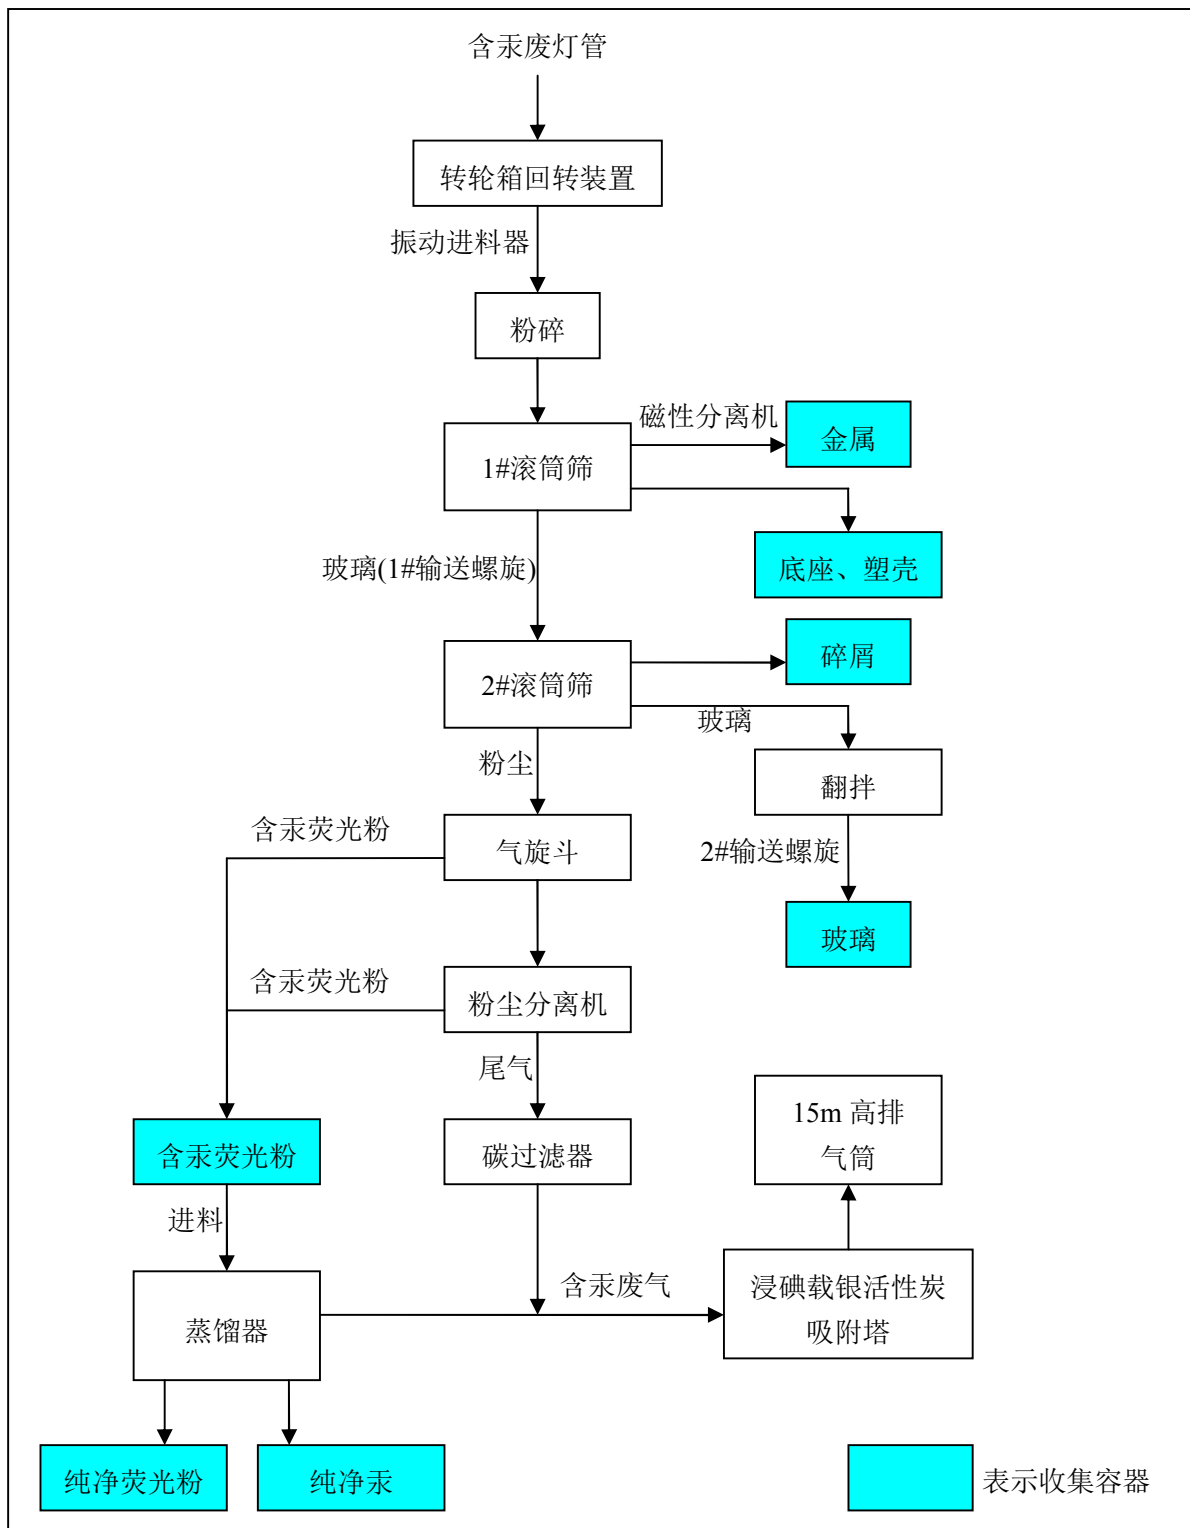 含汞废灯管
转轮箱回转装置
振动进料器
粉碎
磁性分离机
金属
1#滚筒筛
底座、塑壳
玻璃(1#输送螺旋)
碎屑
2#滚筒筛
玻璃
粉尘
翻拌
含汞荧光粉
气旋斗
2#输送螺旋
玻璃
含汞荧光粉
粉尘分离机
尾气
15m 高排
气筒
含汞荧光粉
碳过滤器
进料
含汞废气
浸碘载银活性炭
吸附塔
蒸馏器
纯净荧光粉
纯净汞
表示收集容器